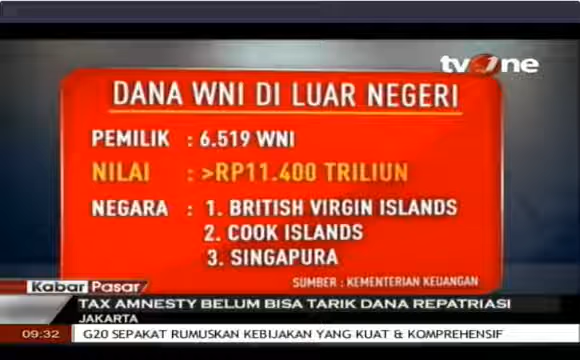 tvOne
DANA WNI DI LUAR NEGERI
PEMILIK : 6.519 WNI
NILAI : >RP11.400 TRILIUN
NEGARA : 1. BRITISH VIRGIN ISLANDS
2. COOK ISLANDS
3. SINGAPURA
SUMBER : KEMENTERIAN KEUANGAN
Kabar Pasar
TAX AMNESTY BELUM BISA TARIK DANA REPATRIASI
JAKARTA
09:32 G20 SEPAKAT RUMUSKAN KEBIJAKAN YANG KUAT & KOMPREHENSIF